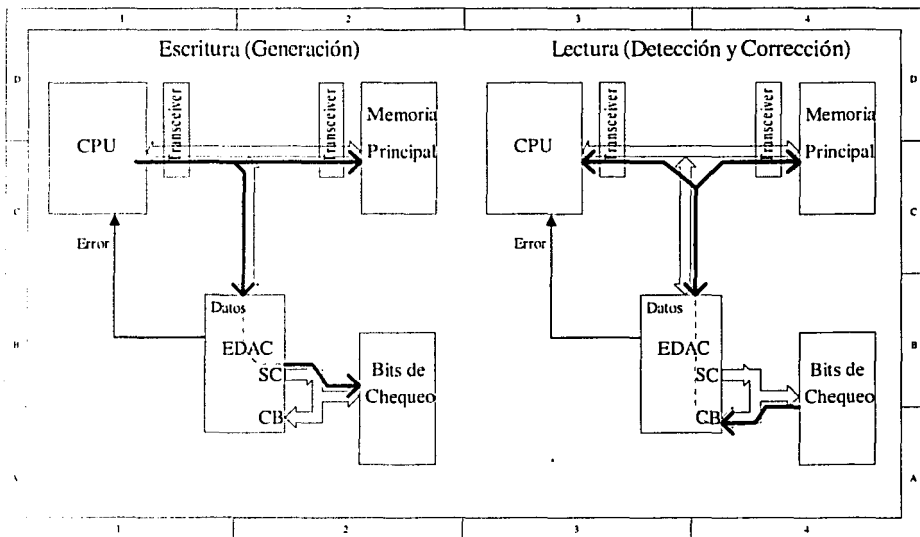 1 2 3 4
Escritura (Generación)
Lectura (Detección y Corrección)
D
D
CPU
Transceiver
Transceiver
Memoria
Principal
CPU
Transceiver
Transceiver
Memoria
Principal
C
C
Error
Error
Datos
EDAC
SC
CB
Bits de
Chequeo
Datos
EDAC
SC
CB
Bits de
Chequeo
B
B
A
A
1 2 3 4